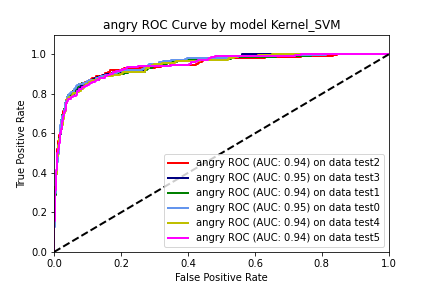 angry ROC Curve by model Kernel_SVM
True Positive Rate
1.0
0.8
0.6
0.4
0.2
0.0
angry ROC (AUC: 0.94) on data test2
angry ROC (AUC: 0.95) on data test3
angry ROC (AUC: 0.94) on data test1
angry ROC (AUC: 0.95) on data test0
angry ROC (AUC: 0.94) on data test4
angry ROC (AUC: 0.94) on data test5
0.0 0.2 0.4 0.6 0.8 1.0
False Positive Rate